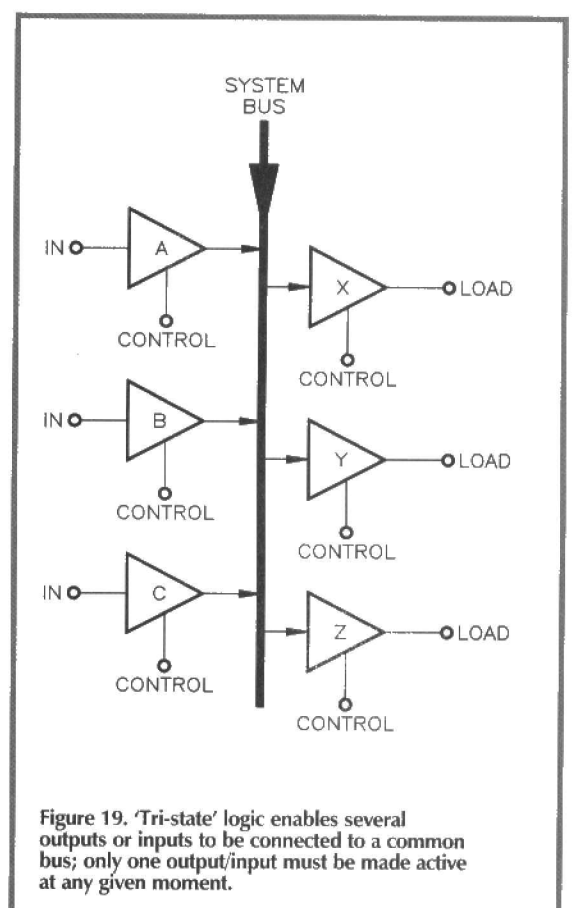 SYSTEM
BUS
IN
A
CONTROL
X
LOAD
CONTROL
IN
B
CONTROL
Y
LOAD
CONTROL
IN
C
CONTROL
Z
LOAD
CONTROL
Figure 19. 'Tri-state' logic enables several
outputs or inputs to be connected to a common
bus; only one output/input must be made active
at any given moment.